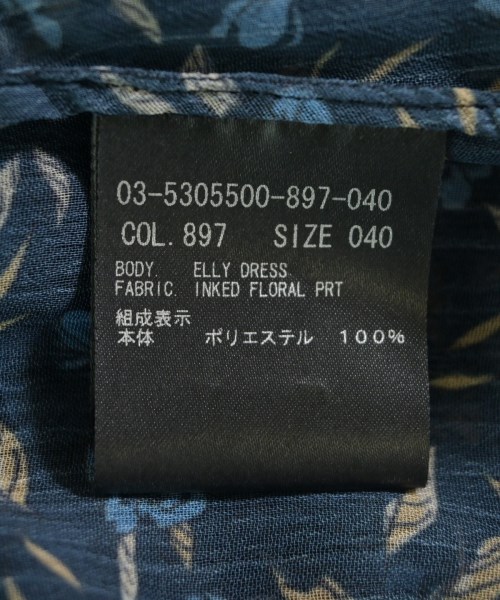 03-5305500-897-040
COL. 897 SIZE 040
BODY. ELLY DRESS
FABRIC. INKED FLORAL PRT
組成表示
本体 ポリエステル 100%